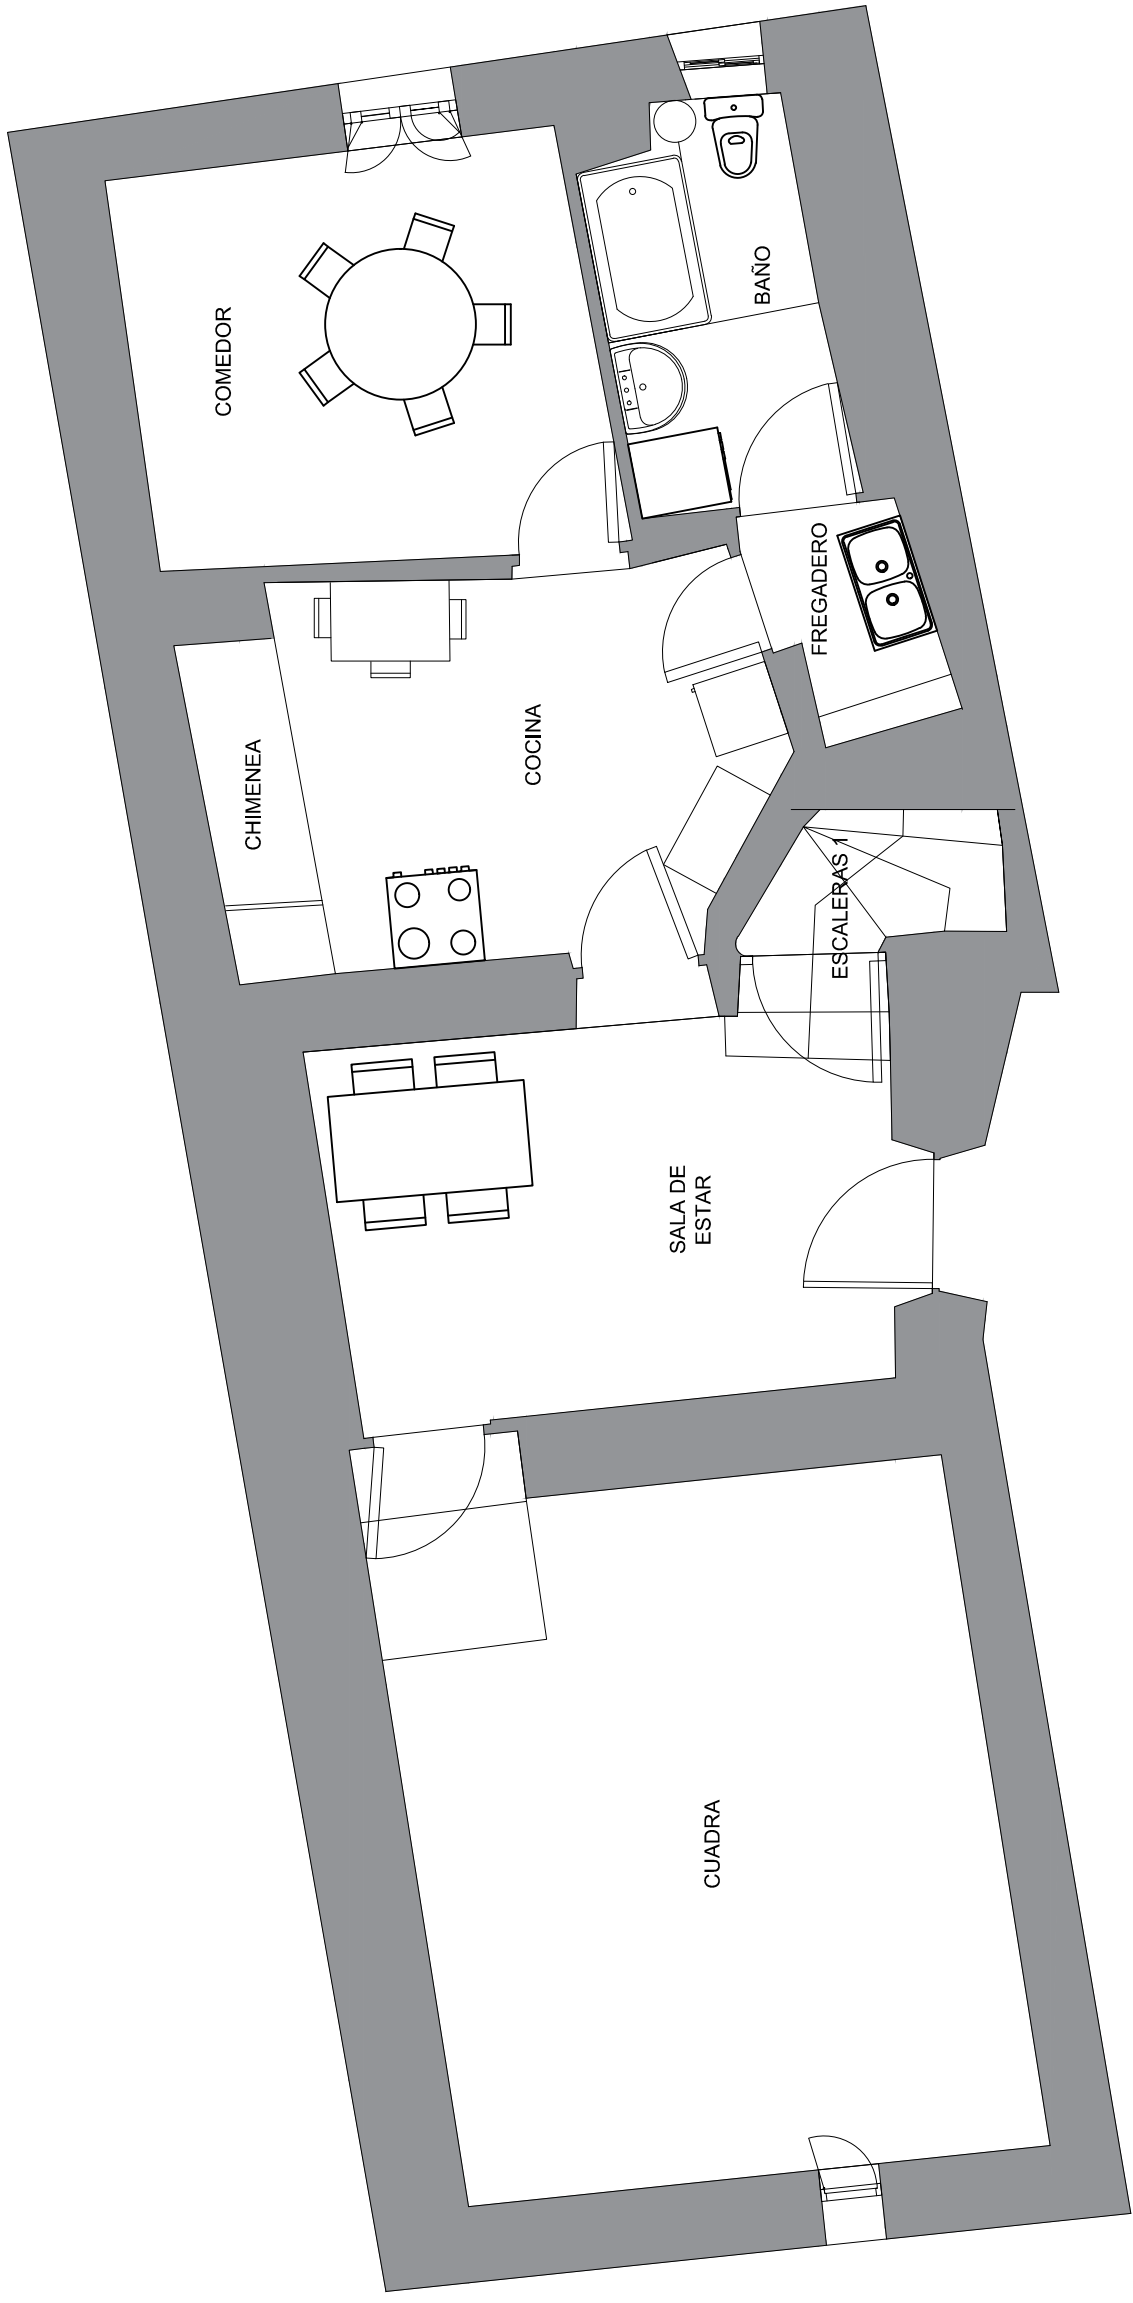 COMEDOR
BAÑO
FREGADERO
COCINA
CHIMENEA
ESCALERAS 1
SALA DE
ESTAR
CUADRA